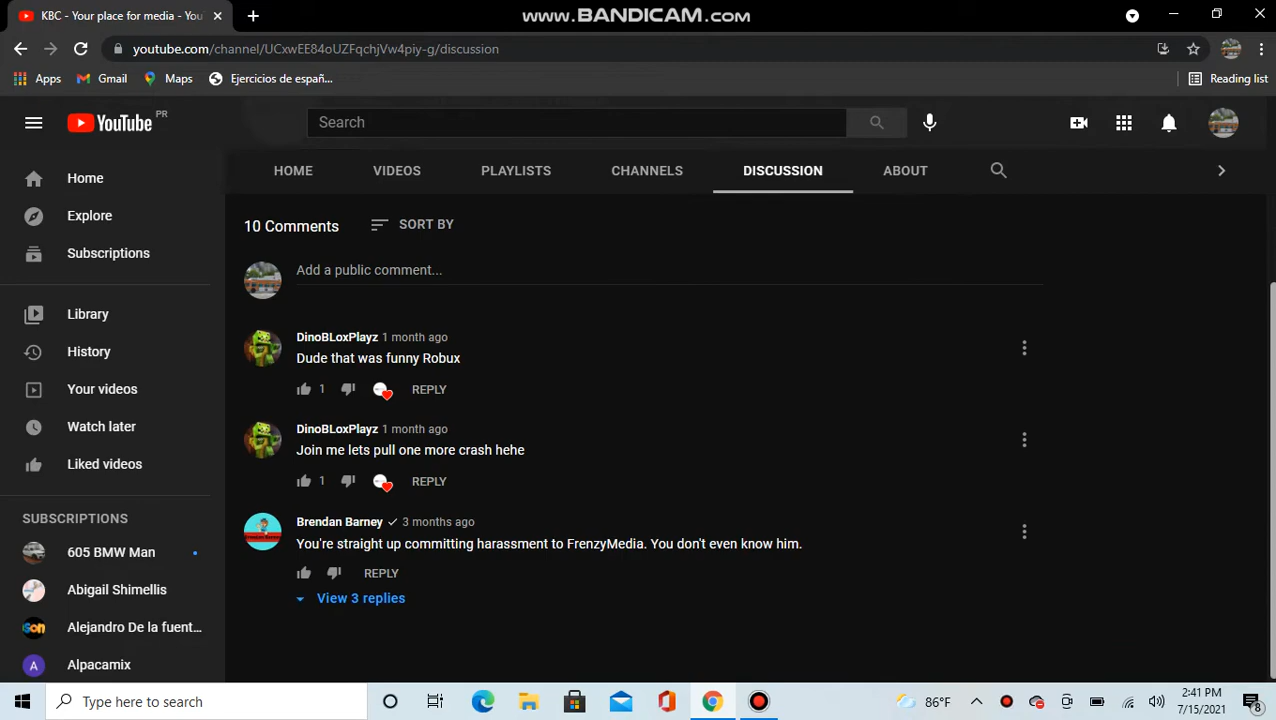 KBC - Your place for media - You
www.BANDICAM.com
youtube.com/channel/UCxwEE84oUZFqchjVw4piy-g/discussion
Apps
Gmail
Maps
Ejercicios de españ...
Reading list
YouTube PR
Search
HOME
VIDEOS
PLAYLISTS
CHANNELS
DISCUSSION
ABOUT
Home
Explore
Subscriptions
Library
History
Your videos
Watch later
Liked videos
SUBSCRIPTIONS
605 BMW Man
Abigail Shimellis
Alejandro De la fuent...
A
Alpacamix
10 Comments
SORT BY
Add a public comment...
DinoBLoxPlayz 1 month ago
Dude that was funny Robux
1
REPLY
DinoBLoxPlayz 1 month ago
Join me lets pull one more crash hehe
1
REPLY
Brendan Barney 3 months ago
You're straight up committing harassment to FrenzyMedia. You don't even know him.
REPLY
View 3 replies
Type here to search
86°F
2:41 PM
7/15/2021
8